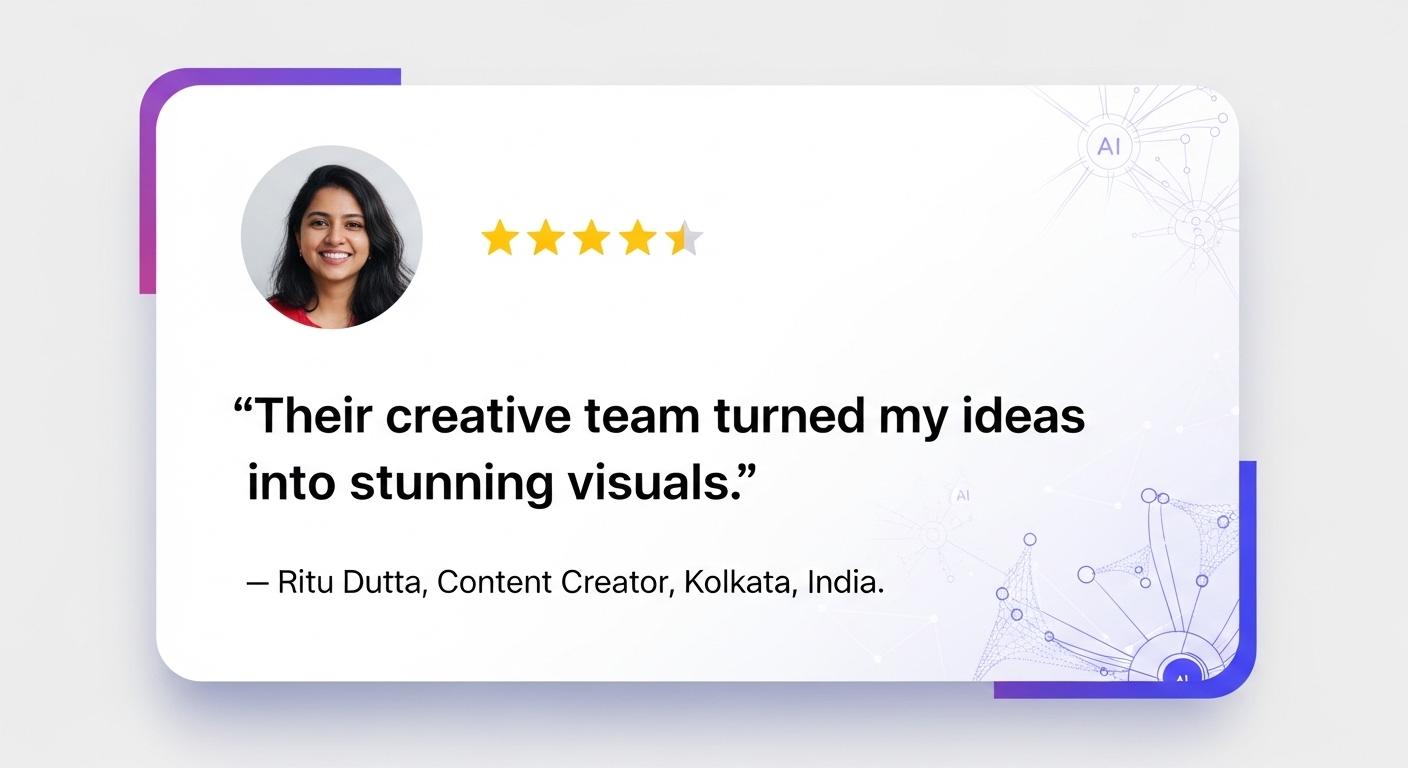 AI
“Their creative team turned my ideas
into stunning visuals.”
AI
— Ritu Dutta, Content Creator, Kolkata, India.
AI